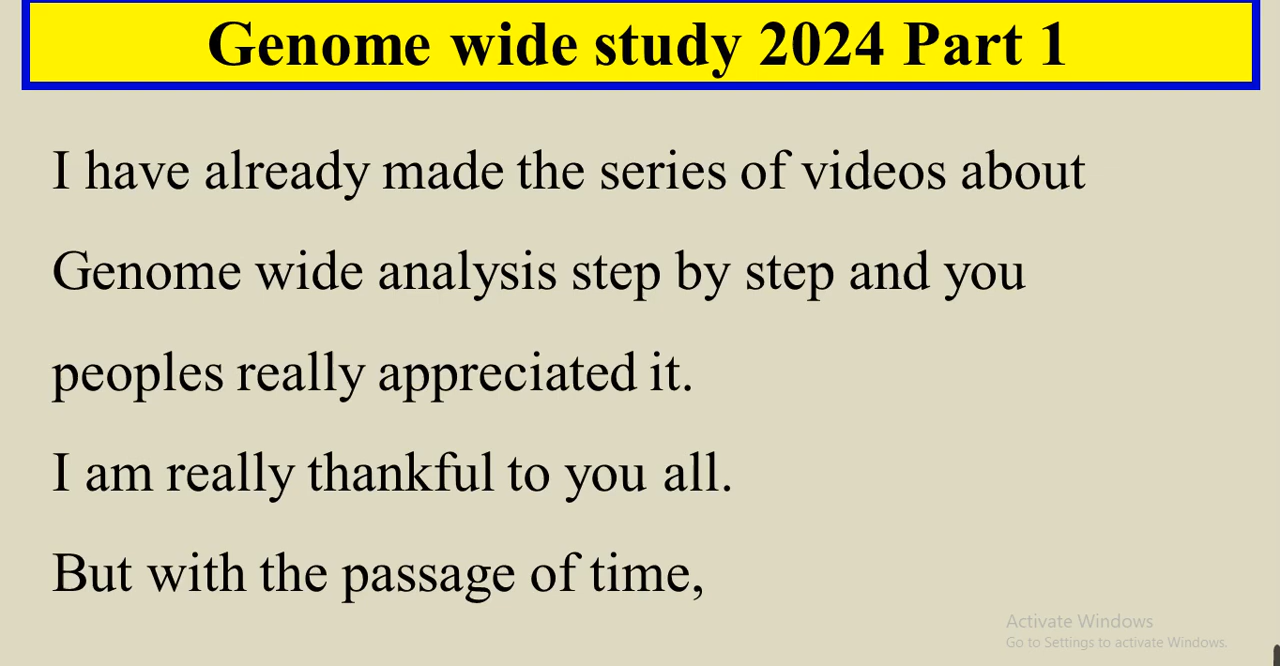 Genome wide study 2024 Part 1
I have already made the series of videos about
Genome wide analysis step by step and you
peoples really appreciated it.
I am really thankful to you all.
But with the passage of time,
Activate Windows
Go to Settings to activate Windows.